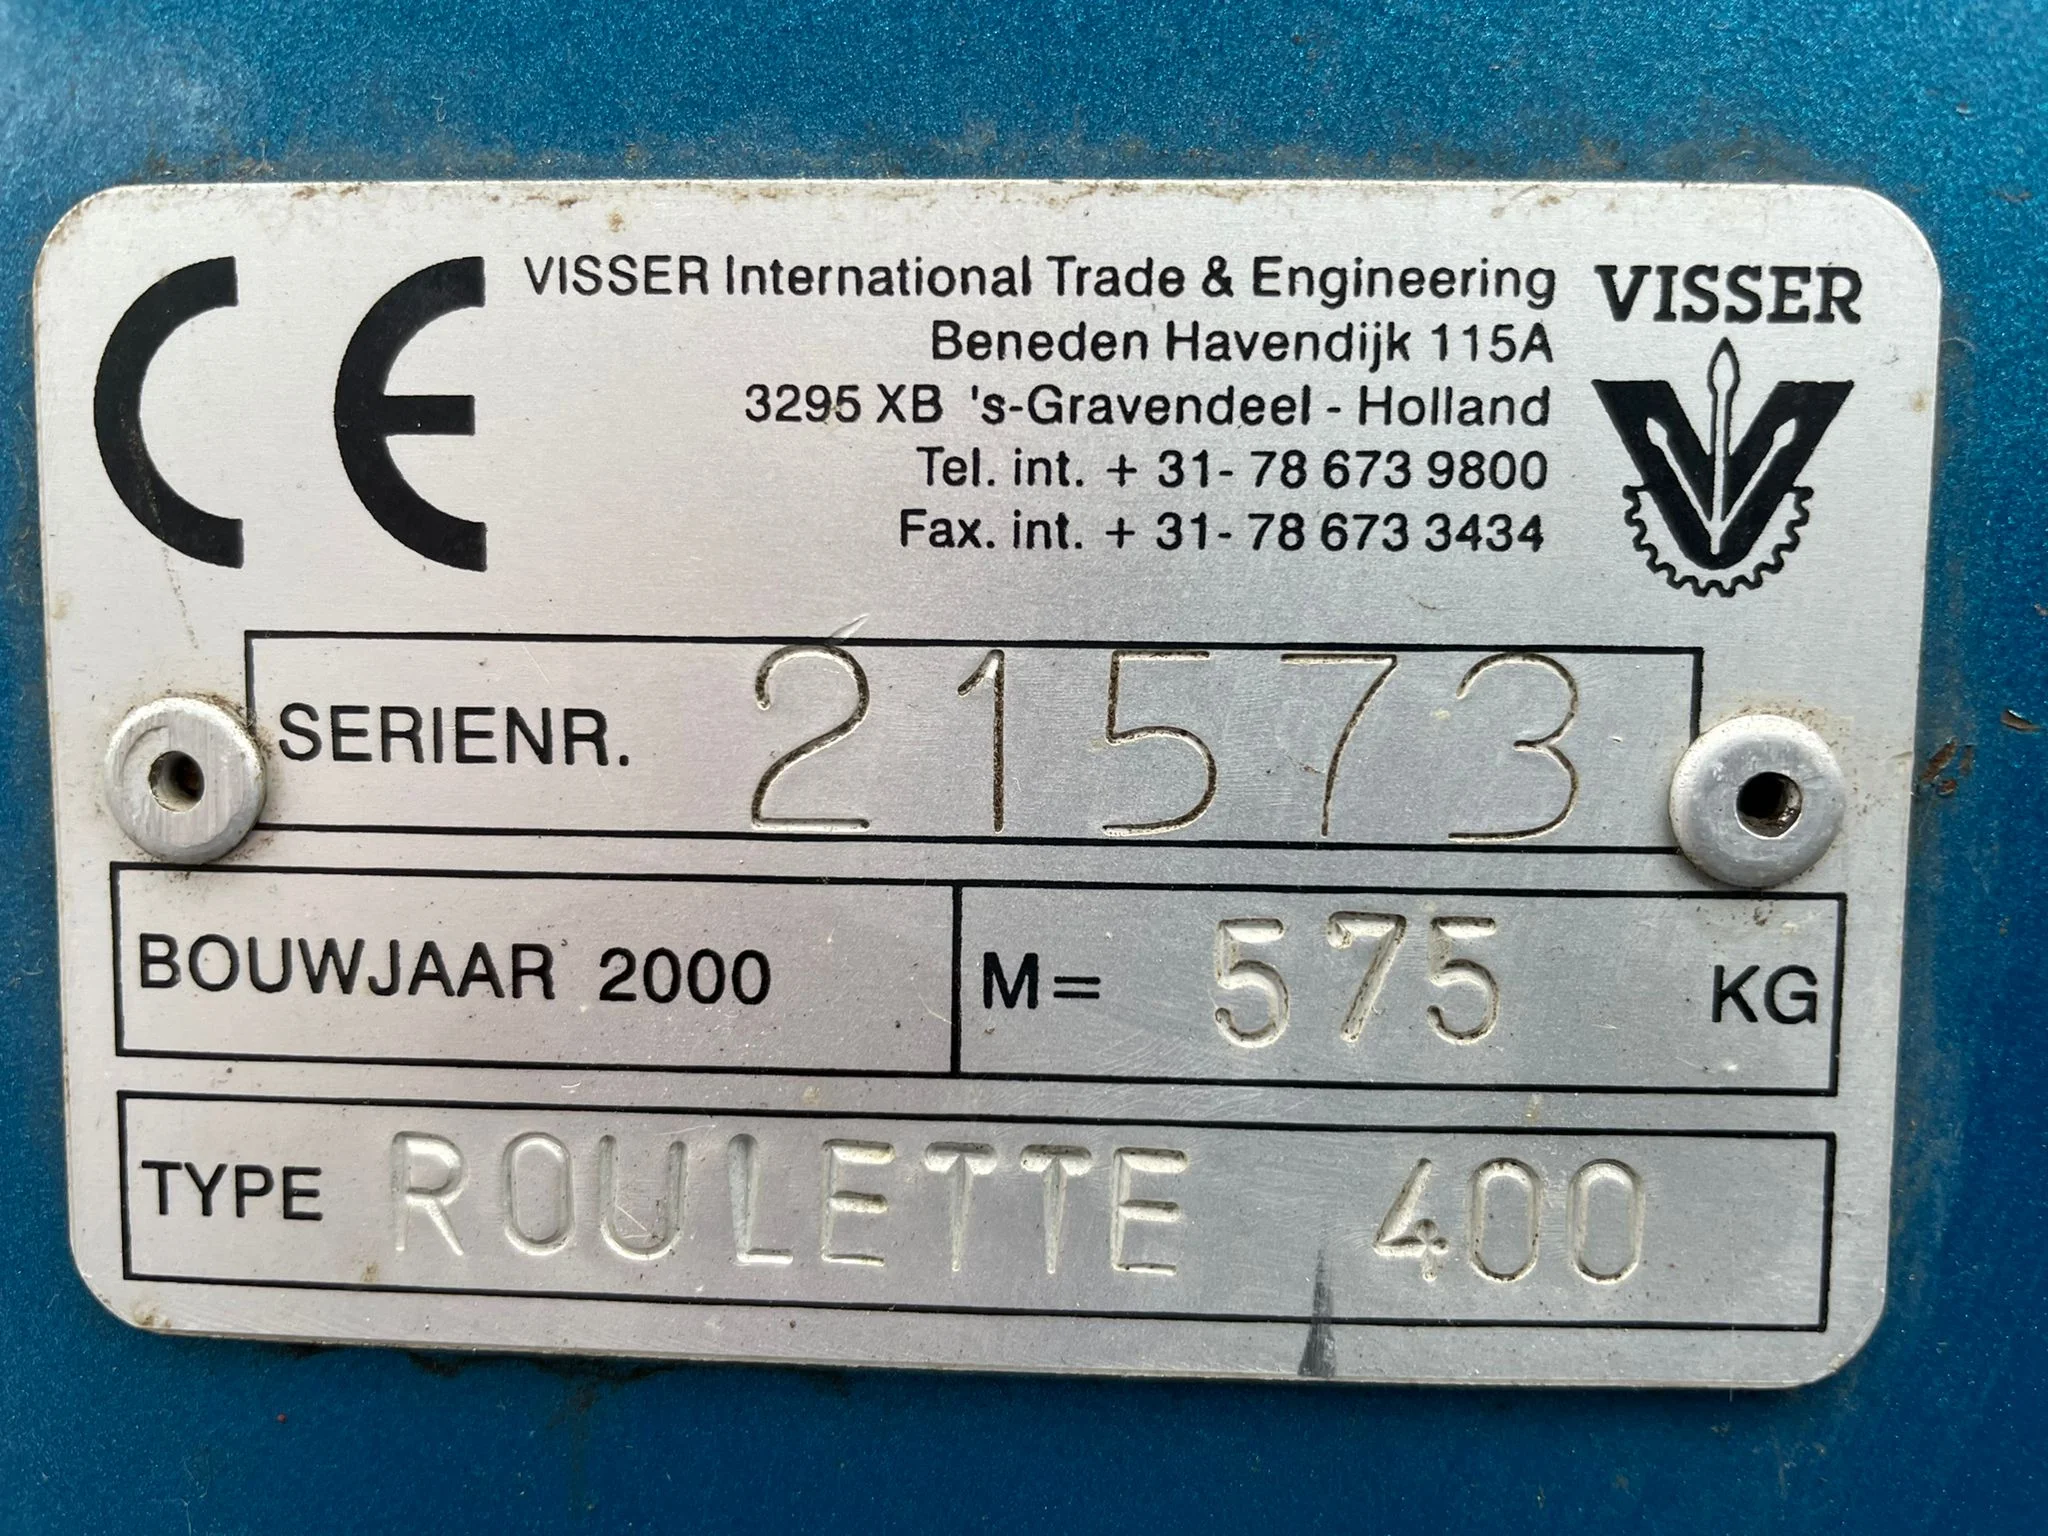 CE
VISSER International Trade & Engineering
Beneden Havendijk 115A
3295 XB 's-Gravendeel - Holland
Tel. int. + 31- 78 673 9800
Fax. int. + 31- 78 673 3434
VISSER
SERIENR. 21573
BOUWJAAR 2000
M= 575 KG
TYPE ROULETTE 400